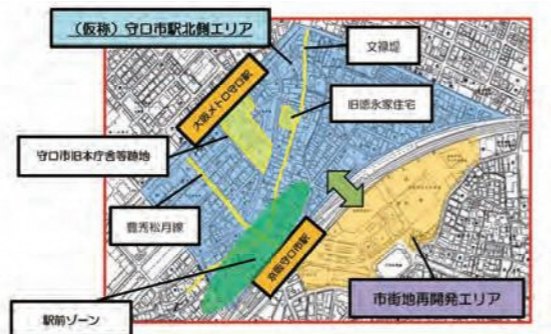 (仮称)守口市駅北側エリア
文禄堤
大阪メトロ守口駅
旧徳永家住宅
守口市旧本庁舎等跡地
豊秀松月線
京阪守口市駅
市街地再開発エリア
駅前ゾーン